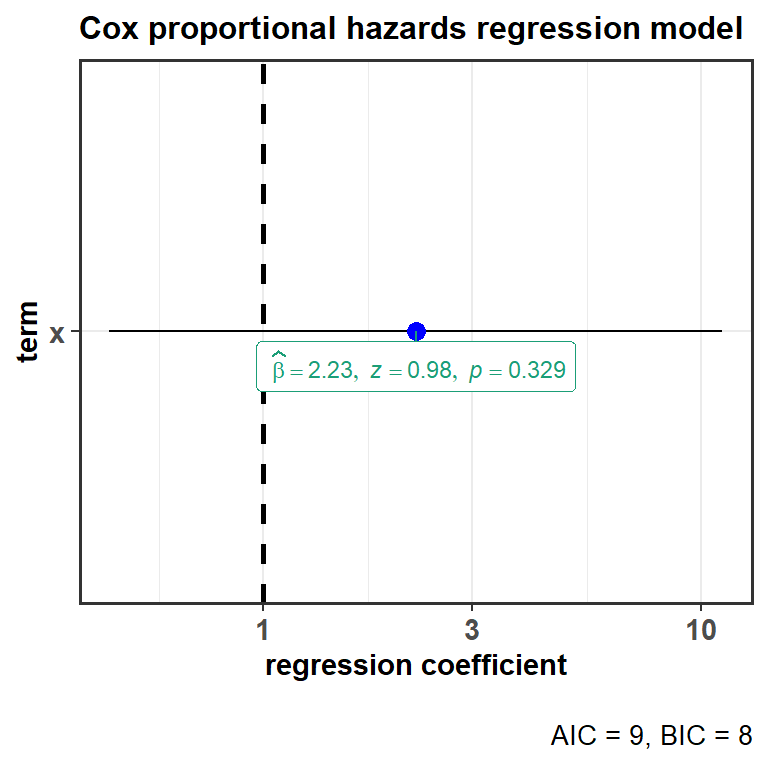 Cox proportional hazards regression model
term
x
β̂ = 2.23, z = 0.98, p = 0.329
1 3 10
regression coefficient
AIC = 9, BIC = 8